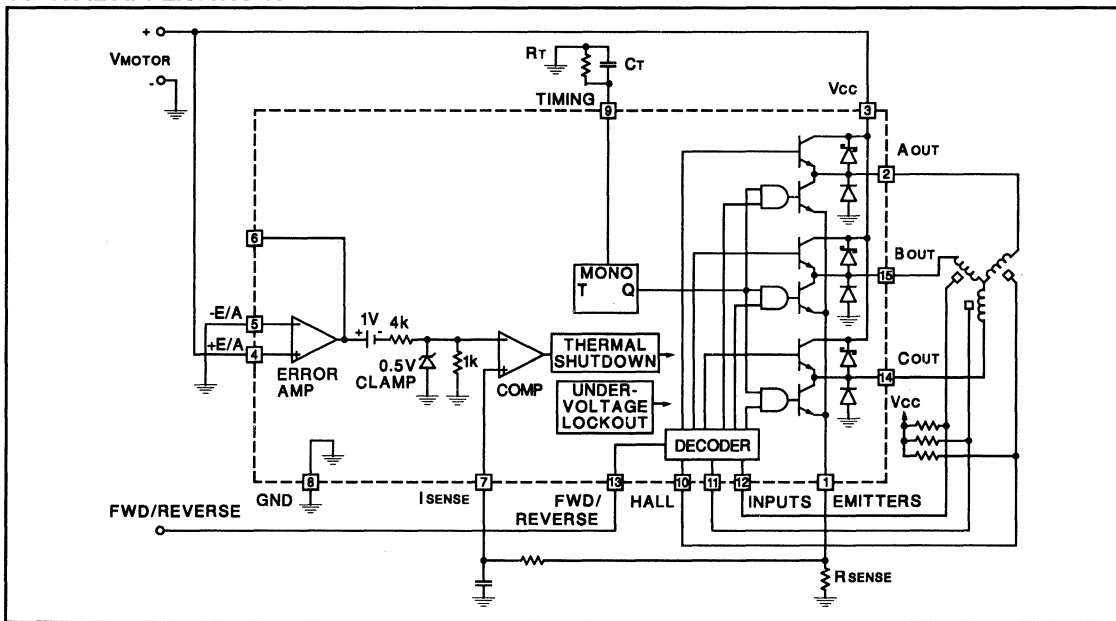 +
VMOTOR
-
RT
CT
TIMING
9
VCC
3
AOUT
2
6
MONO
T Q
BOUT
15
-E/A
5
+E/A
4
-
+
ERROR
AMP
1V
+ -
4k
0.5V
CLAMP
1k
-
+
COMP
THERMAL
SHUTDOWN
UNDER-
VOLTAGE
LOCKOUT
COUT
14
VCC
DECODER
GND
8
ISENSE
7
FWD/
REVERSE
13
HALL
10
11
12
INPUTS
1
EMITTERS
FWD/REVERSE
RSENSE